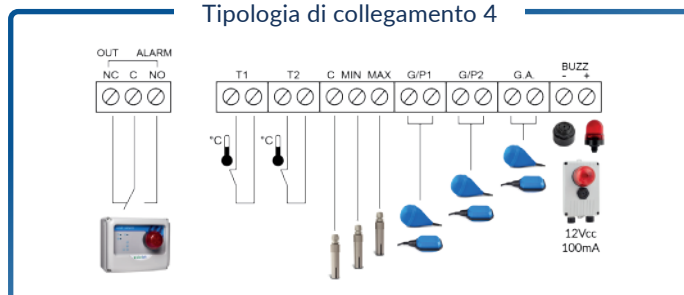 Tipologia di collegamento 4
OUT ALARM
NC C NO
T1 T2 C MIN MAX G/P1 G/P2 G.A. BUZZ
- +
°C °C
12Vcc
100mA